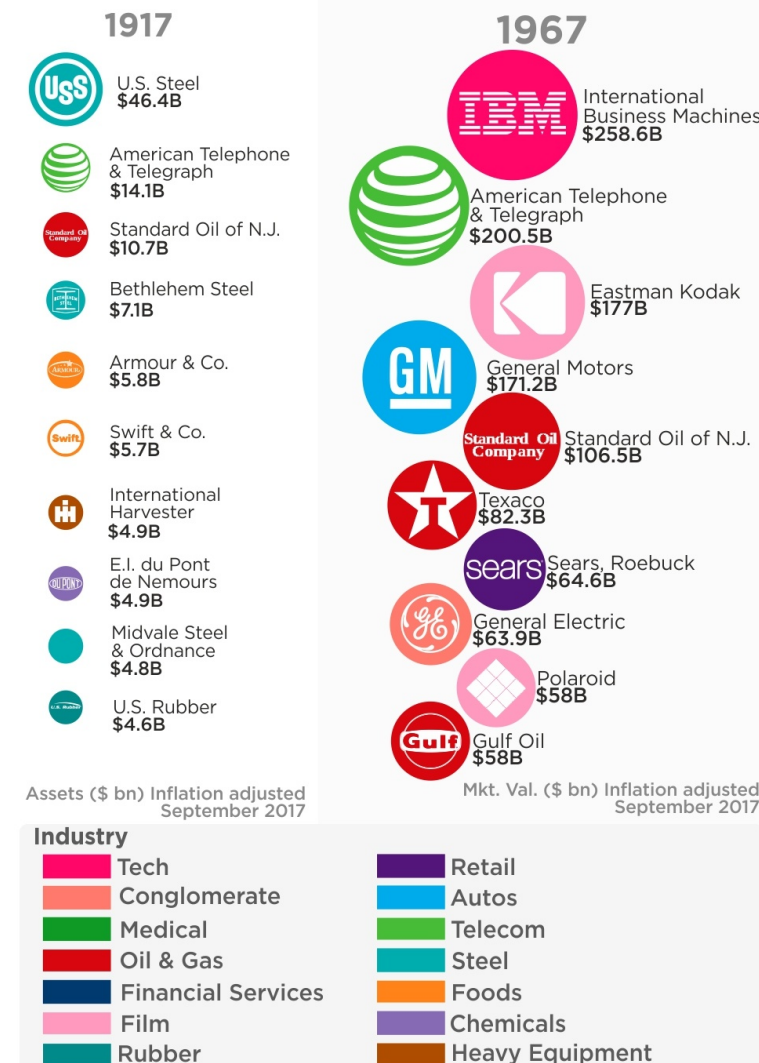 1917
USS
U.S. Steel
$46.4B
American Telephone
& Telegraph
$14.1B
Standard Oil
Company
Standard Oil of N.J.
$10.7B
BETHLEHEM
STEEL
Bethlehem Steel
$7.1B
ARMOUR
Armour & Co.
$5.8B
Swift
Swift & Co.
$5.7B
International
Harvester
$4.9B
DU PONT
E.I. du Pont
de Nemours
$4.9B
Midvale Steel
& Ordnance
$4.8B
U.S. Rubber
U.S. Rubber
$4.6B
Assets ($ bn) Inflation adjusted
September 2017
1967
IBM
International
Business Machines
$258.6B
American Telephone
& Telegraph
$200.5B
Eastman Kodak
$177B
GM
General Motors
$171.2B
Standard Oil
Company
Standard Oil of N.J.
$106.5B
T
Texaco
$82.3B
sears
Sears, Roebuck
$64.6B
GE
General Electric
$63.9B
Polaroid
$58B
Gulf
Gulf Oil
$58B
Mkt. Val. ($ bn) Inflation adjusted
September 2017
Industry
Tech
Conglomerate
Medical
Oil & Gas
Financial Services
Film
Rubber
Retail
Autos
Telecom
Steel
Foods
Chemicals
Heavy Equipment